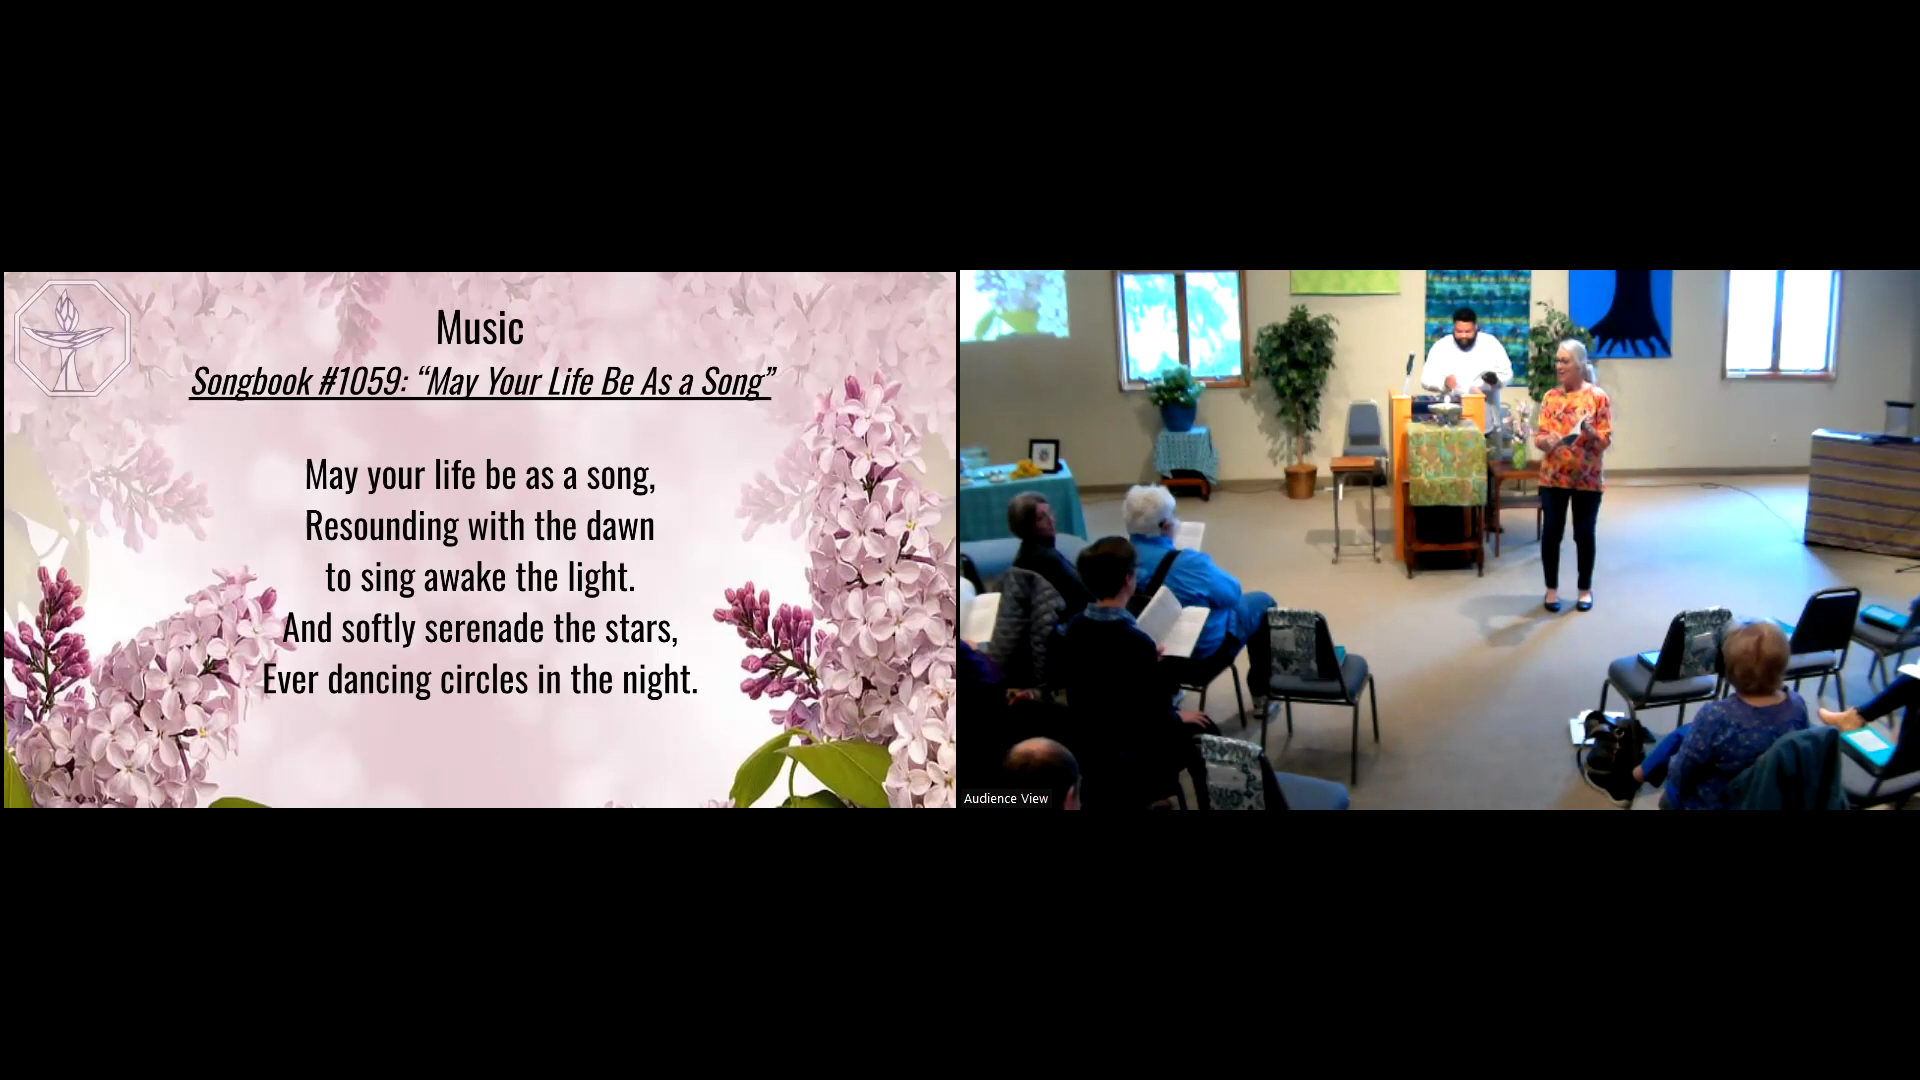 Music
Songbook #1059: “May Your Life Be As a Song”
May your life be as a song,
Resounding with the dawn
to sing awake the light.
And softly serenade the stars,
Ever dancing circles in the night.
Audience View